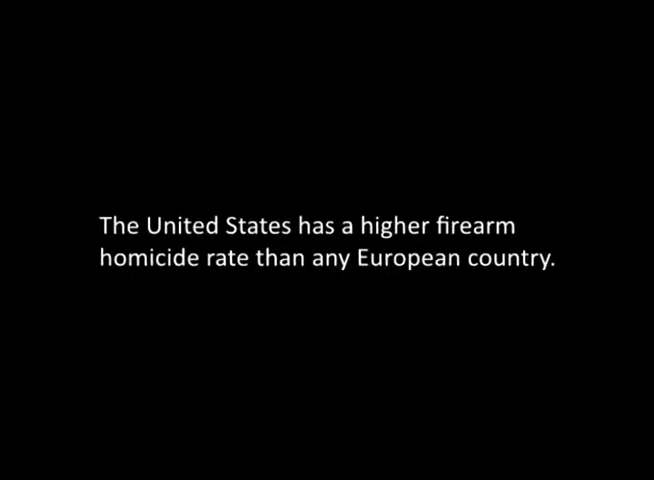 The United States has a higher firearm
homicide rate than any European country.